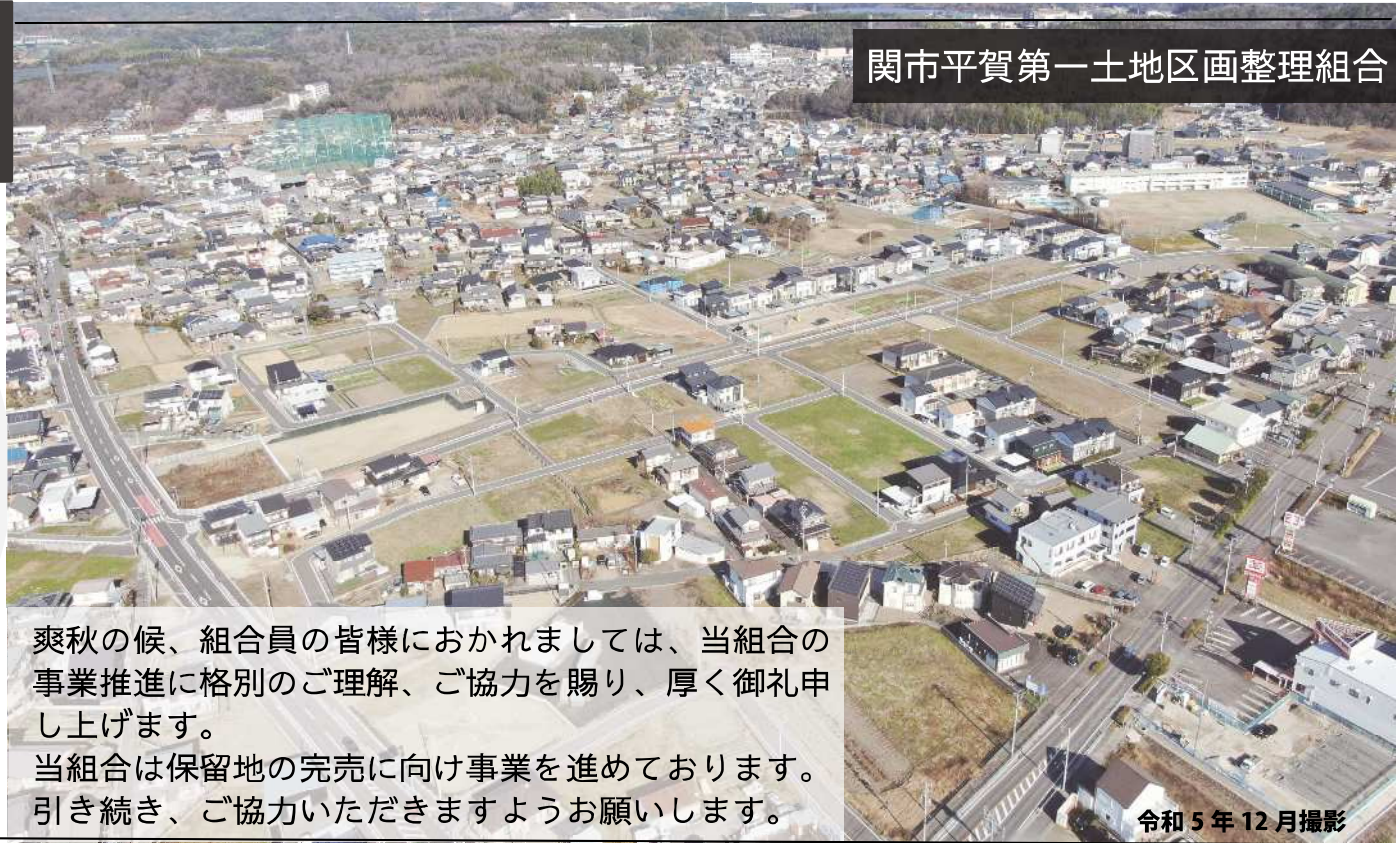 関市平賀第一土地区画整理組合
爽秋の候、組合員の皆様におかれましては、当組合の
事業推進に格別のご理解、ご協力を賜り、厚く御礼申
し上げます。
当組合は保留地の完売に向け事業を進めております。
引き続き、ご協力いただきますようお願いします。
令和5年12月撮影